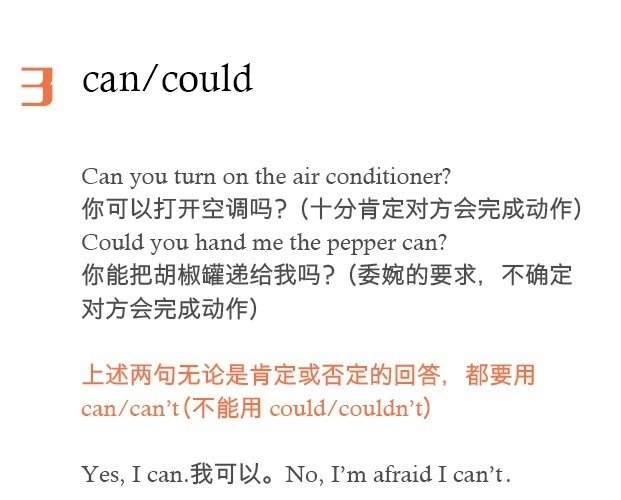 3 can/could
Can you turn on the air conditioner?
你可以打开空调吗？（十分肯定对方会完成动作）
Could you hand me the pepper can?
你能把胡椒罐递给我吗？（委婉的要求，不确定
对方会完成动作）
上述两句无论是肯定或否定的回答，都要用
can/can't（不能用 could/couldn't）
Yes, I can.我可以。No, I'm afraid I can't.